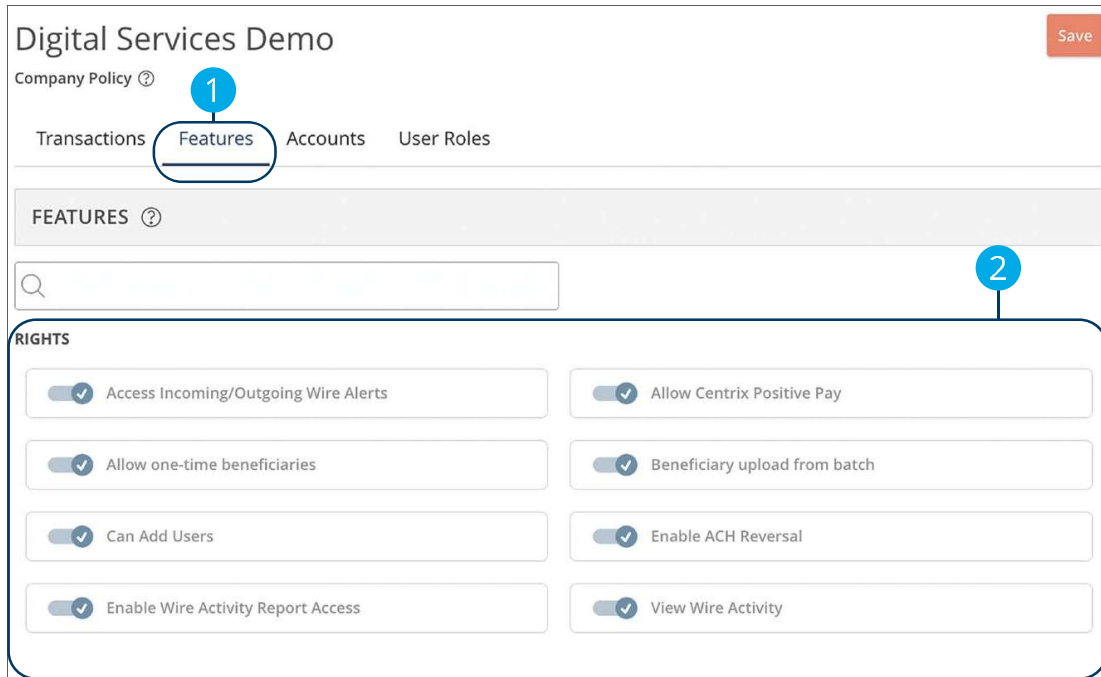 Digital Services Demo
Save
Company Policy ?
1
Transactions Features Accounts User Roles
FEATURES ?
2
RIGHTS
Access Incoming/Outgoing Wire Alerts Allow Centrix Positive Pay
Allow one-time beneficiaries Beneficiary upload from batch
Can Add Users Enable ACH Reversal
Enable Wire Activity Report Access View Wire Activity